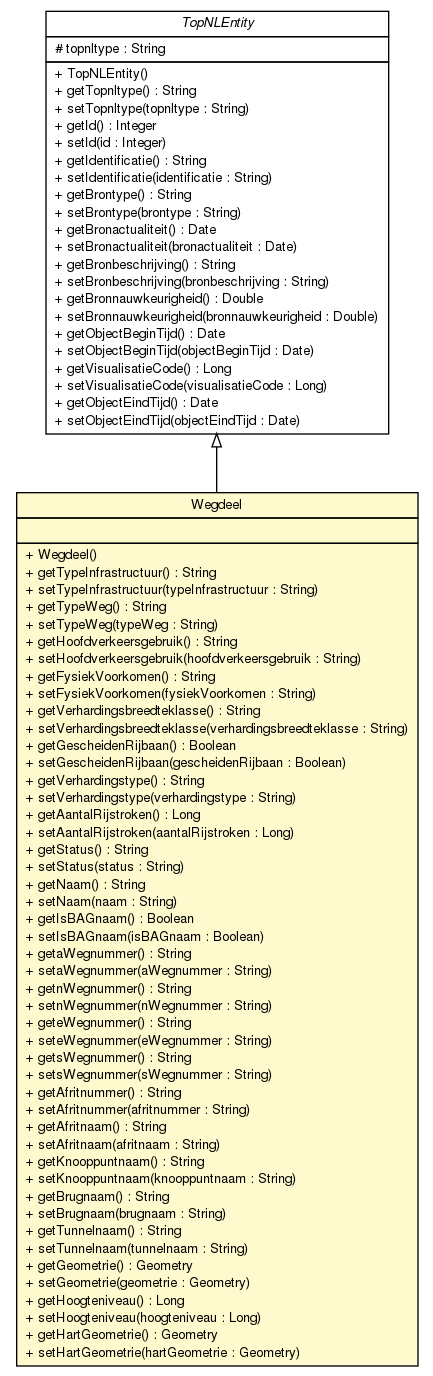 TopNLEntity
# topnltype : String
+ TopNLEntity()
+ getTopnltype() : String
+ setTopnltype(topnltype : String)
+ getId() : Integer
+ setId(id : Integer)
+ getIdentificatie() : String
+ setIdentificatie(identificatie : String)
+ getBrontype() : String
+ setBrontype(brontype : String)
+ getBronactualiteit() : Date
+ setBronactualiteit(bronactualiteit : Date)
+ getBronbeschrijving() : String
+ setBronbeschrijving(bronbeschrijving : String)
+ getBronnauwkeurigheid() : Double
+ setBronnauwkeurigheid(bronnauwkeurigheid : Double)
+ getObjectBeginTijd() : Date
+ setObjectBeginTijd(objectBeginTijd : Date)
+ getVisualisatieCode() : Long
+ setVisualisatieCode(visualisatieCode : Long)
+ getObjectEindTijd() : Date
+ setObjectEindTijd(objectEindTijd : Date)
Wegdeel
+ Wegdeel()
+ getTypeInfrastructuur() : String
+ setTypeInfrastructuur(typeInfrastructuur : String)
+ getTypeWeg() : String
+ setTypeWeg(typeWeg : String)
+ getHoofdverkeersgebruik() : String
+ setHoofdverkeersgebruik(hoofdverkeersgebruik : String)
+ getFysiekVoorkomen() : String
+ setFysiekVoorkomen(fysiekVoorkomen : String)
+ getVerhardingsbreedteklasse() : String
+ setVerhardingsbreedteklasse(verhardingsbreedteklasse : String)
+ getGescheidenRijbaan() : Boolean
+ setGescheidenRijbaan(gescheidenRijbaan : Boolean)
+ getVerhardingstype() : String
+ setVerhardingstype(verhardingstype : String)
+ getAantalRijstroken() : Long
+ setAantalRijstroken(aantalRijstroken : Long)
+ getStatus() : String
+ setStatus(status : String)
+ getNaam() : String
+ setNaam(naam : String)
+ getIsBAGnaam() : Boolean
+ setIsBAGnaam(isBAGnaam : Boolean)
+ getaWegnummer() : String
+ setaWegnummer(aWegnummer : String)
+ getnWegnummer() : String
+ setnWegnummer(nWegnummer : String)
+ geteWegnummer() : String
+ seteWegnummer(eWegnummer : String)
+ getsWegnummer() : String
+ setsWegnummer(sWegnummer : String)
+ getAfritnummer() : String
+ setAfritnummer(afritnummer : String)
+ getAfritnaam() : String
+ setAfritnaam(afritnaam : String)
+ getKnooppuntnaam() : String
+ setKnooppuntnaam(knooppuntnaam : String)
+ getBrugnaam() : String
+ setBrugnaam(brugnaam : String)
+ getTunnelnaam() : String
+ setTunnelnaam(tunnelnaam : String)
+ getGeometrie() : Geometry
+ setGeometrie(geometrie : Geometry)
+ getHoogteniveau() : Long
+ setHoogteniveau(hoogteniveau : Long)
+ getHartGeometrie() : Geometry
+ setHartGeometrie(hartGeometrie : Geometry)